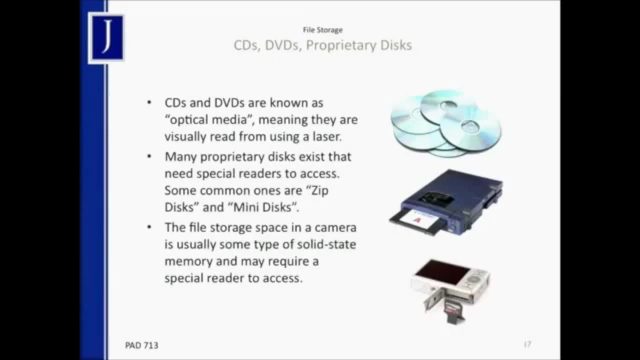 J
File Storage
CDs, DVDs, Proprietary Disks
• CDs and DVDs are known as
"optical media", meaning they are
visually read from using a laser.
• Many proprietary disks exist that
need special readers to access.
Some common ones are "Zip
Disks" and "Mini Disks".
• The file storage space in a camera
is usually some type of solid-state
memory and may require a
special reader to access.
PAD 713